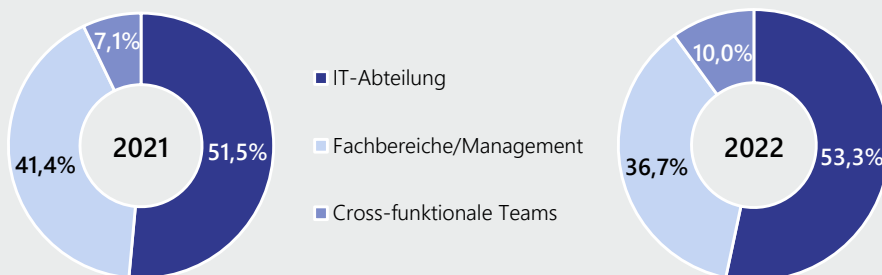 7,1%
41,4%
2021
51,5%
IT-Abteilung
Fachbereiche/Management
Cross-funktionale Teams
10,0%
36,7%
2022
53,3%